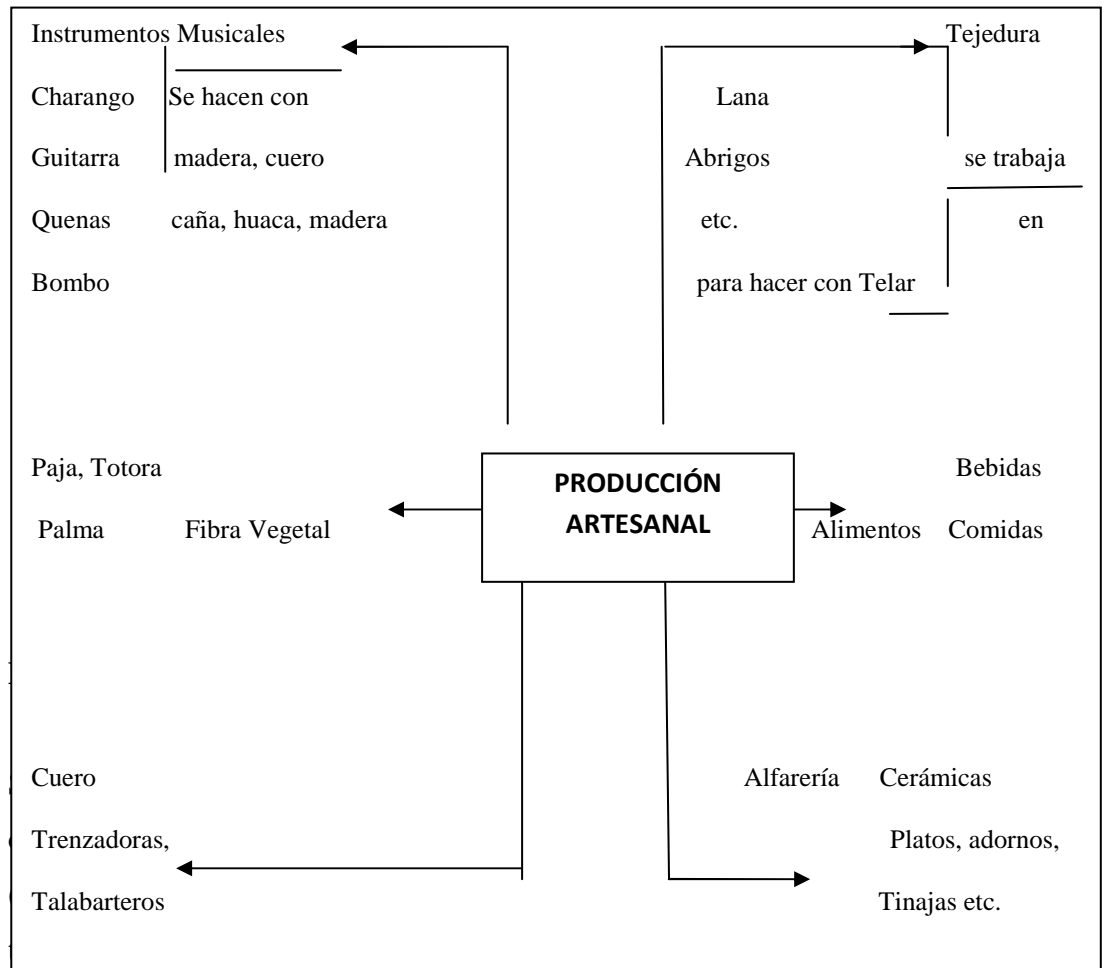 Instrumentos Musicales
Charango Se hacen con
Guitarra madera, cuero
Quenas caña, huaca, madera
Bombo
Tejedura
Lana
Abrigos se trabaja
etc. en
para hacer con Telar
Paja, Totora
Palma Fibra Vegetal
PRODUCCIÓN
ARTESANAL
Bebidas
Alimentos Comidas
Cuero
Trenzadoras,
Talabarteros
Alfarería Cerámicas
Platos, adornos,
Tinajas etc.